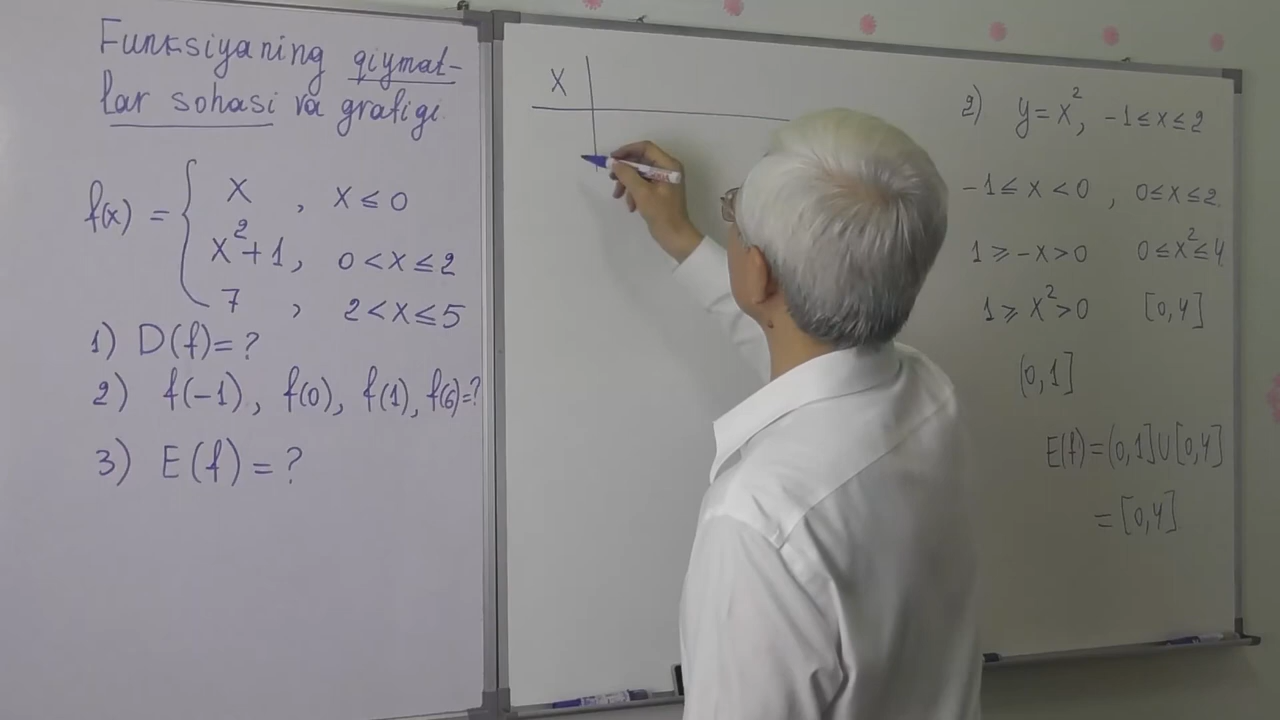 Funksiyaning qiymat-
lar sohasi va grafigi.
f(x) = { x , x ≤ 0
x²+1, 0 < x ≤ 2
7 , 2 < x ≤ 5
1) D(f) = ?
2) f(-1), f(0), f(1), f(6)=?
3) E(f) = ?
x
2) y = x², -1 ≤ x ≤ 2
-1 ≤ x < 0 , 0 ≤ x ≤ 2
1 ⩾ -x > 0 0 ≤ x² ≤ 4
1 ⩾ x² > 0 [0,4]
(0,1]
E(f) = (0,1] ∪ [0,4]
= [0,4]